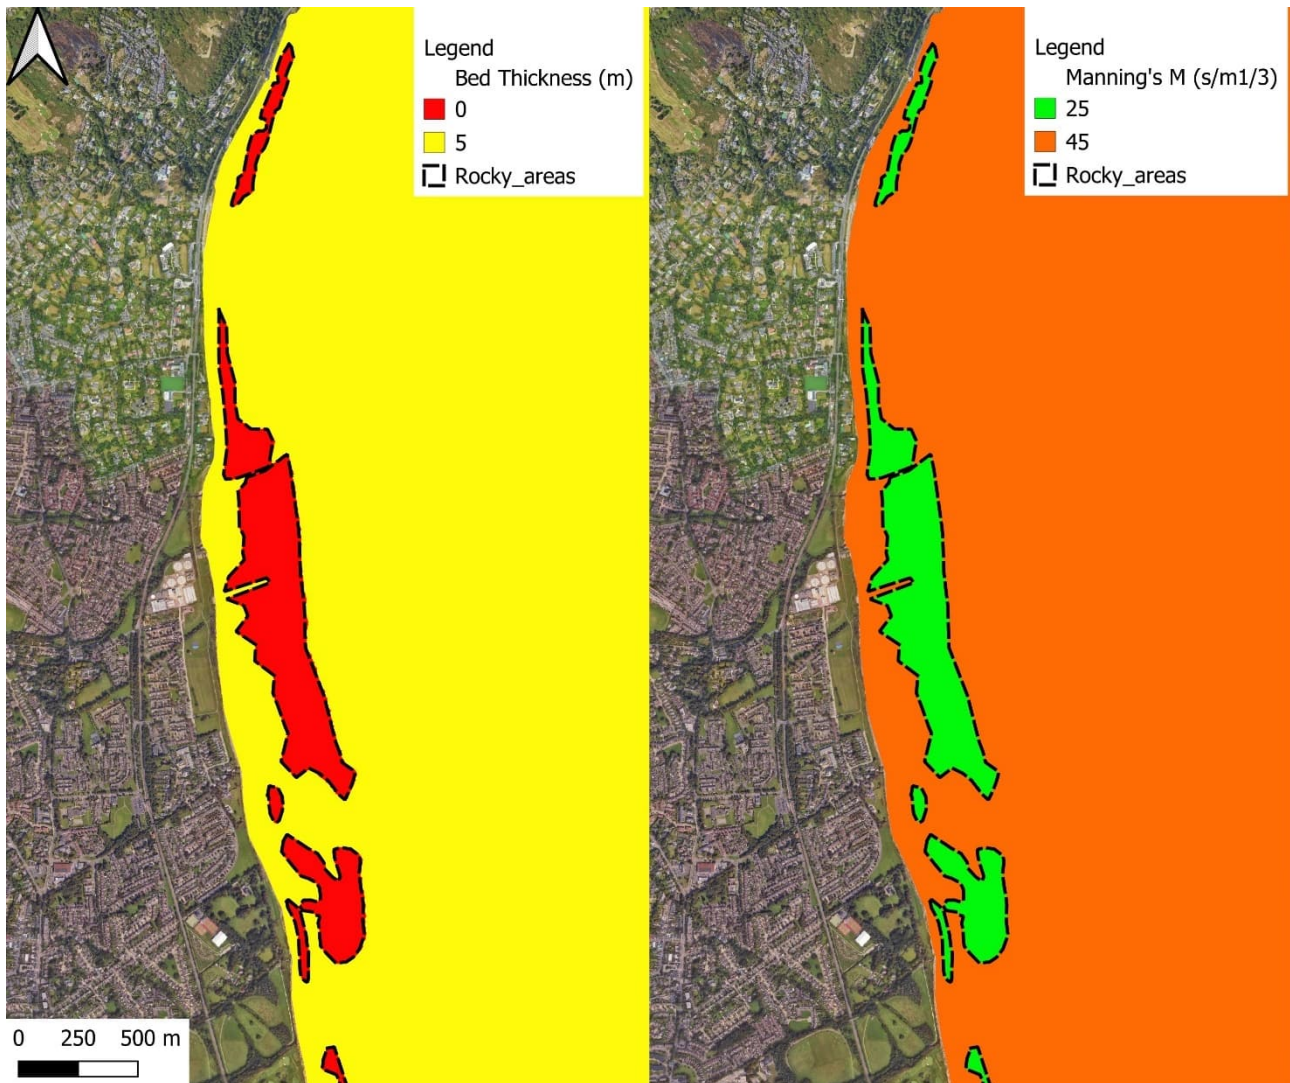 Legend
Bed Thickness (m)
0
5
Rocky_areas
Legend
Manning's M (s/m1/3)
25
45
Rocky_areas
0 250 500 m